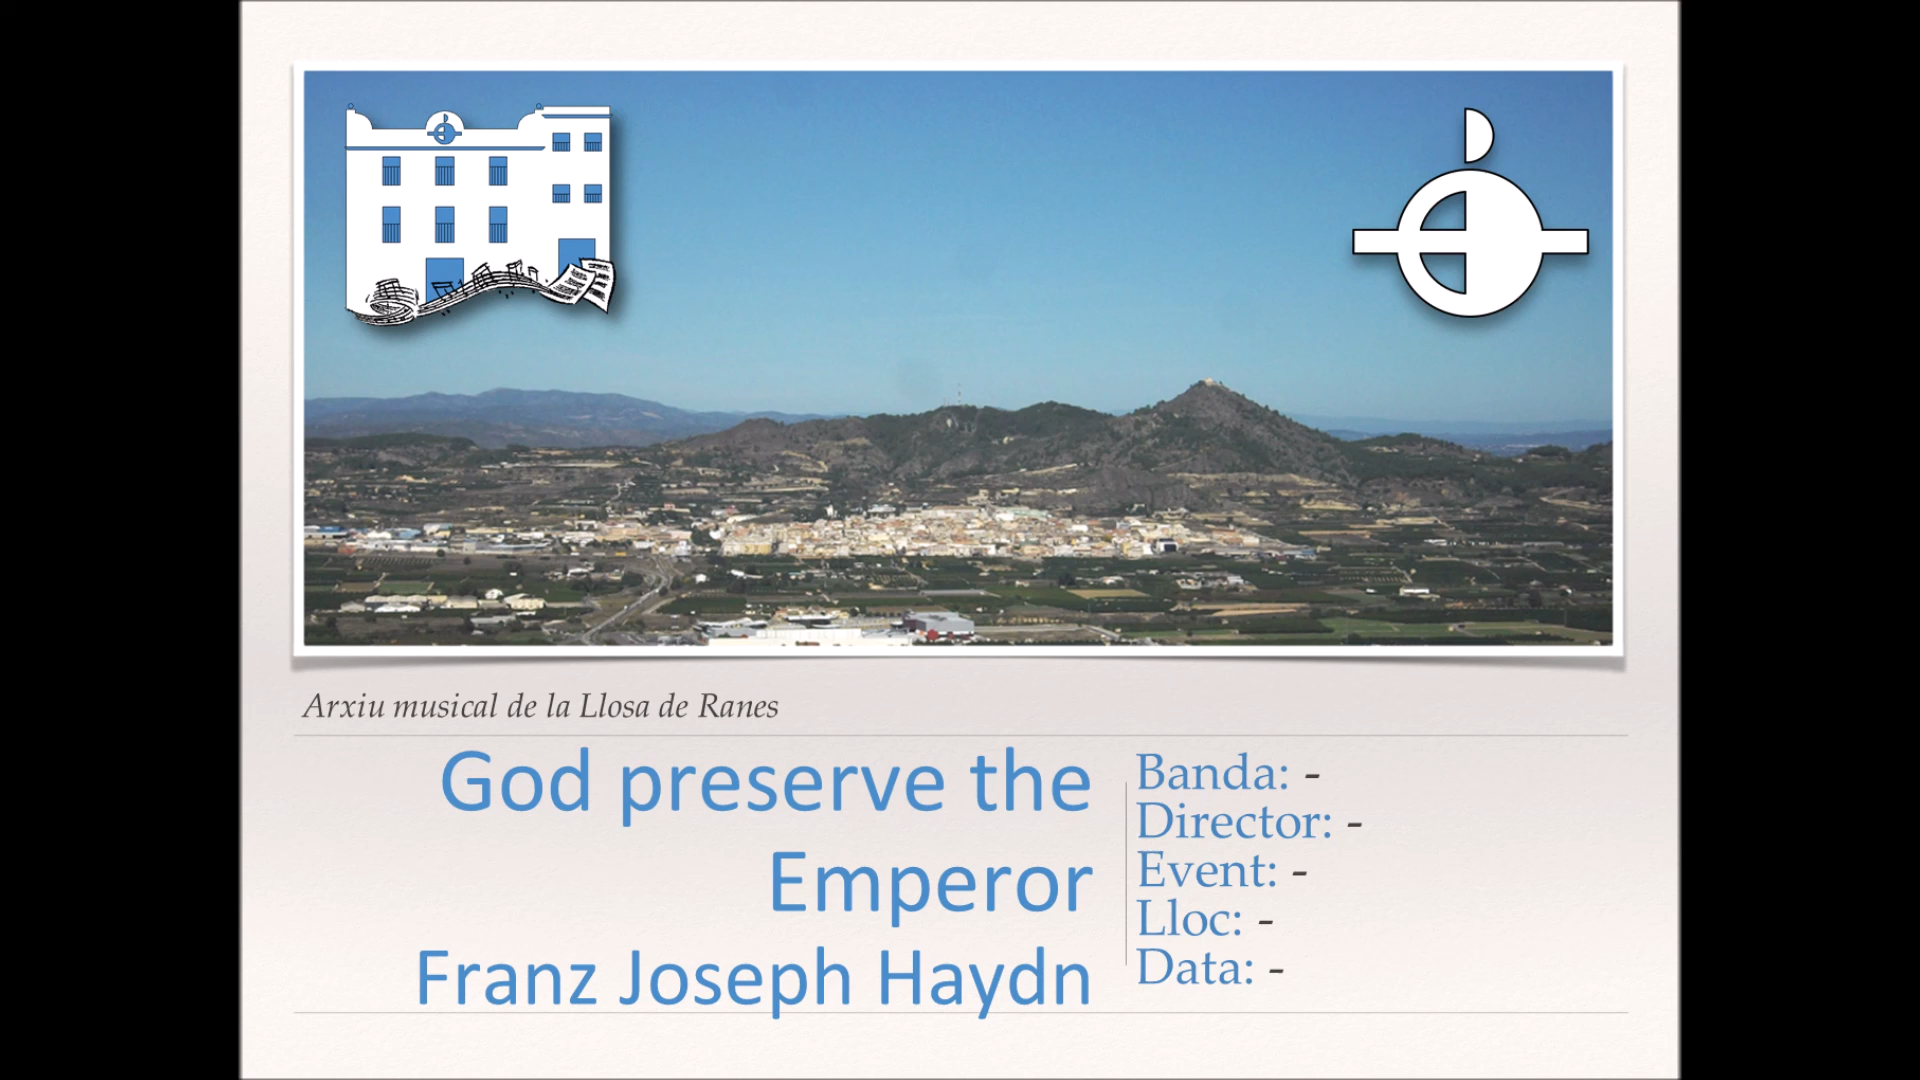 Arxiu musical de la Llosa de Ranes
God preserve the
Emperor
Franz Joseph Haydn
Banda: -
Director: -
Event: -
Lloc: -
Data: -